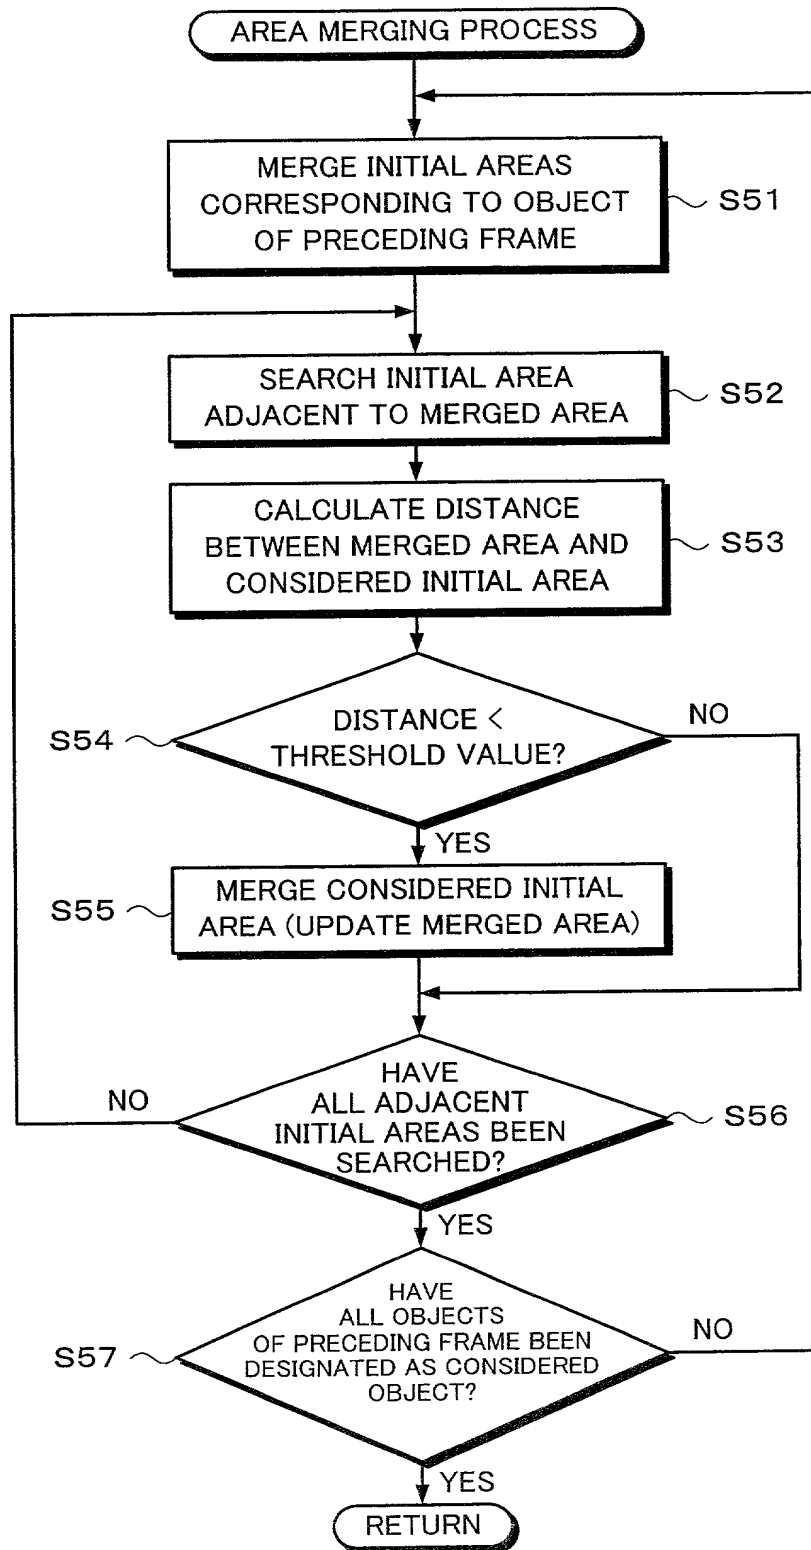 AREA MERGING PROCESS
MERGE INITIAL AREAS
CORRESPONDING TO OBJECT
OF PRECEDING FRAME
S51
SEARCH INITIAL AREA
ADJACENT TO MERGED AREA
S52
CALCULATE DISTANCE
BETWEEN MERGED AREA AND
CONSIDERED INITIAL AREA
S53
S54
DISTANCE <
THRESHOLD VALUE?
NO
YES
S55
MERGE CONSIDERED INITIAL
AREA (UPDATE MERGED AREA)
NO
HAVE
ALL ADJACENT
INITIAL AREAS BEEN
SEARCHED?
S56
YES
S57
HAVE
ALL OBJECTS
OF PRECEDING FRAME BEEN
DESIGNATED AS CONSIDERED
OBJECT?
NO
YES
RETURN